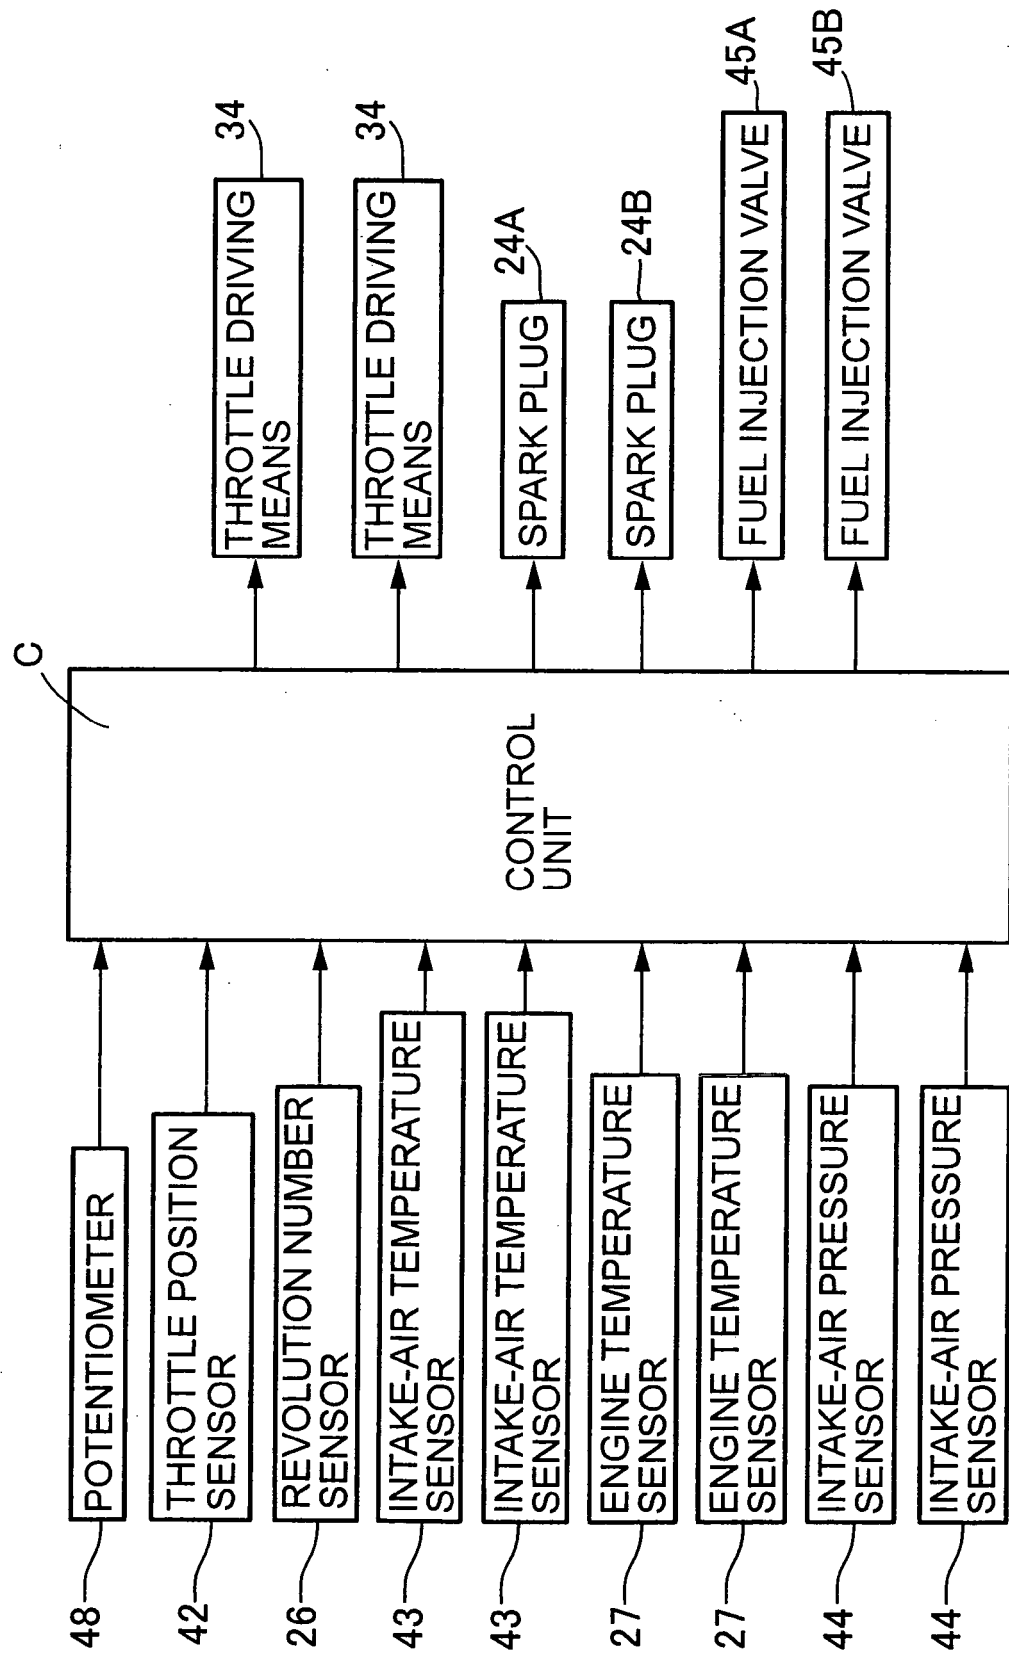 C
48
POTENTIOMETER
42
THROTTLE POSITION
SENSOR
26
REVOLUTION NUMBER
SENSOR
43
INTAKE-AIR TEMPERATURE
SENSOR
43
INTAKE-AIR TEMPERATURE
SENSOR
27
ENGINE TEMPERATURE
SENSOR
27
ENGINE TEMPERATURE
SENSOR
44
INTAKE-AIR PRESSURE
SENSOR
44
INTAKE-AIR PRESSURE
SENSOR
CONTROL
UNIT
THROTTLE DRIVING
MEANS
34
THROTTLE DRIVING
MEANS
34
SPARK PLUG
24A
SPARK PLUG
24B
FUEL INJECTION VALVE
45A
FUEL INJECTION VALVE
45B